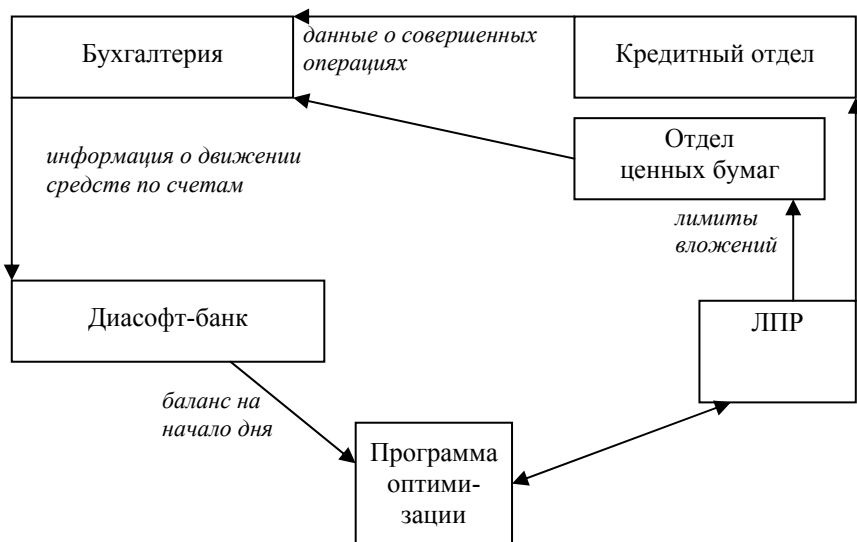 Бухгалтерия
данные о совершенных
операциях
Кредитный отдел
Отдел
ценных бумаг
информация о движении
средств по счетам
лимиты
вложений
Диасофт-банк
ЛПР
баланс на
начало дня
Программа
оптими-
зации